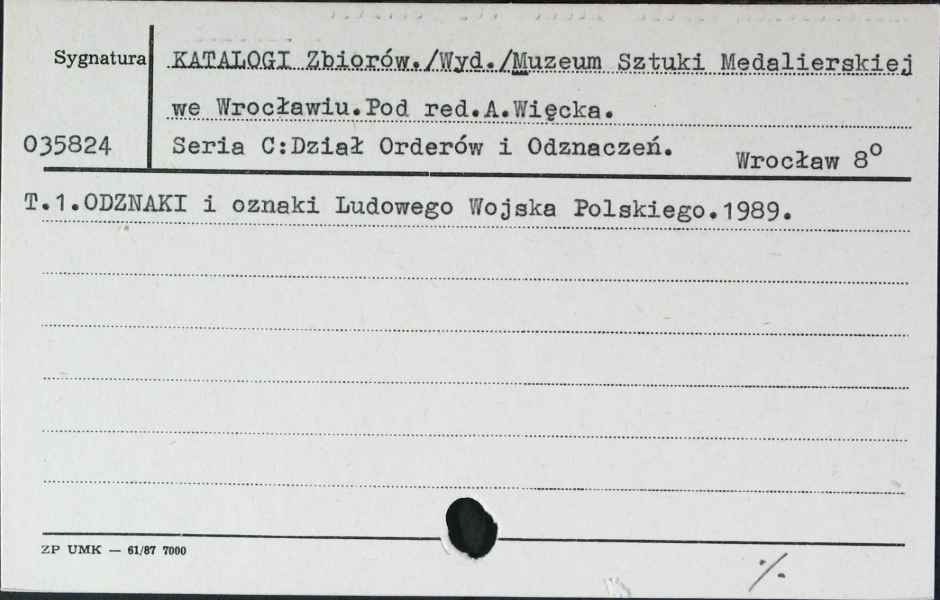 Sygnatura KATALOGI Zbiorów./Wyd./Muzeum Sztuki Medalierskiej
we Wrocławiu.Pod red.A.Więcka.
035824 Seria C:Dział Orderów i Odznaczeń. Wrocław 8°
T.1.ODZNAKI i oznaki Ludowego Wojska Polskiego.1989.
ZP UMK — 61/87 7000